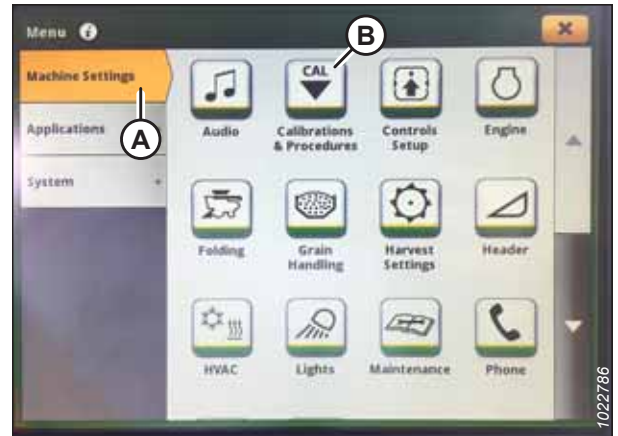 Menu i
B
Machine Settings
Applications
A
System
CAL
Audio
Calibrations
& Procedures
Controls
Setup
Engine
Folding
Grain
Handling
Harvest
Settings
Header
HVAC
Lights
Maintenance
Phone
1022786